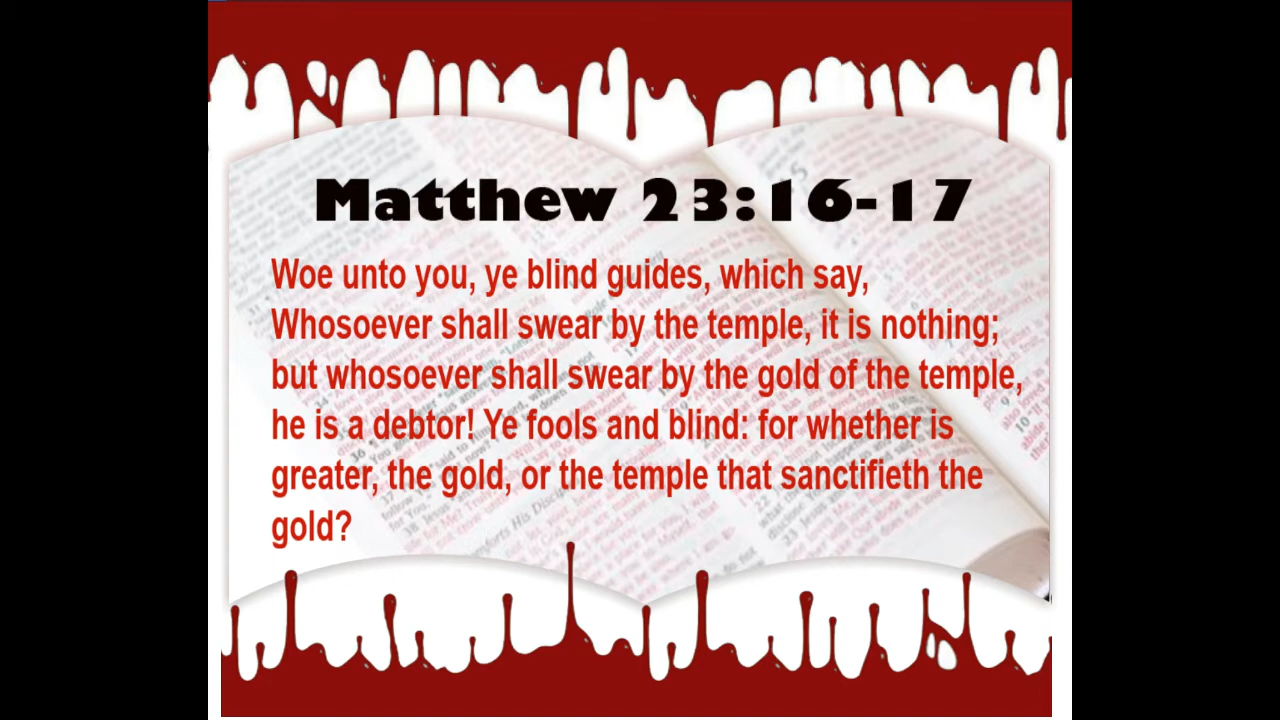 Matthew 23:16-17
Woe unto you, ye blind guides, which say,
Whosoever shall swear by the temple, it is nothing;
but whosoever shall swear by the gold of the temple,
he is a debtor! Ye fools and blind: for whether is
greater, the gold, or the temple that sanctifieth the
gold?